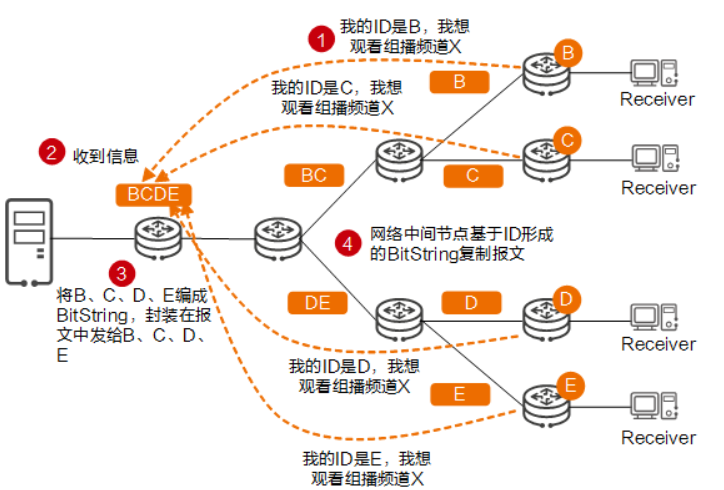 1
我的ID是B，我想
观看组播频道X
B
B
Receiver
我的ID是C，我想
观看组播频道X
C
C
Receiver
2
收到信息
BCDE
BC
4
网络中间节点基于ID形成
的BitString复制报文
3
将B、C、D、E编成
BitString，封装在报
文中发给B、C、D、
E
DE
D
D
Receiver
我的ID是D，我想
观看组播频道X
E
E
Receiver
我的ID是E，我想
观看组播频道X